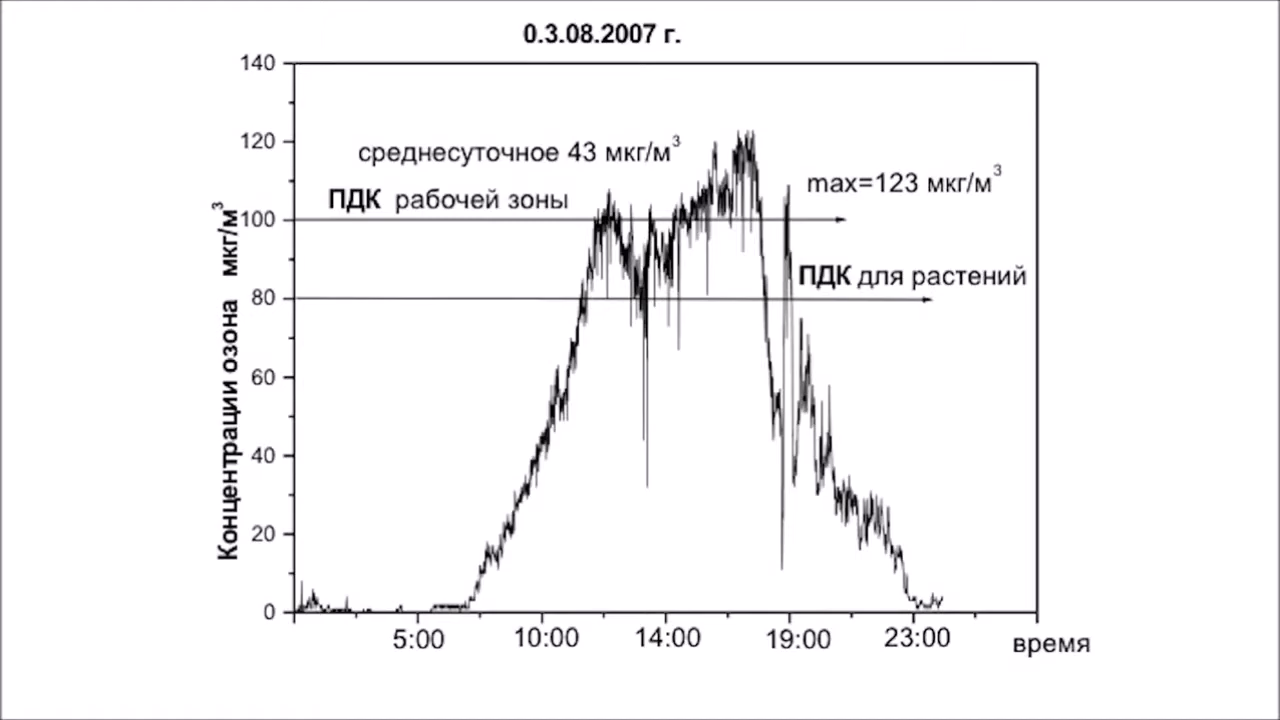 0.3.08.2007 г.
140
120
100
80
60
40
20
0
Концентрации озона мкг/м³
среднесуточное 43 мкг/м³
max=123 мкг/м³
ПДК рабочей зоны
ПДК для растений
5:00 10:00 14:00 19:00 23:00
время